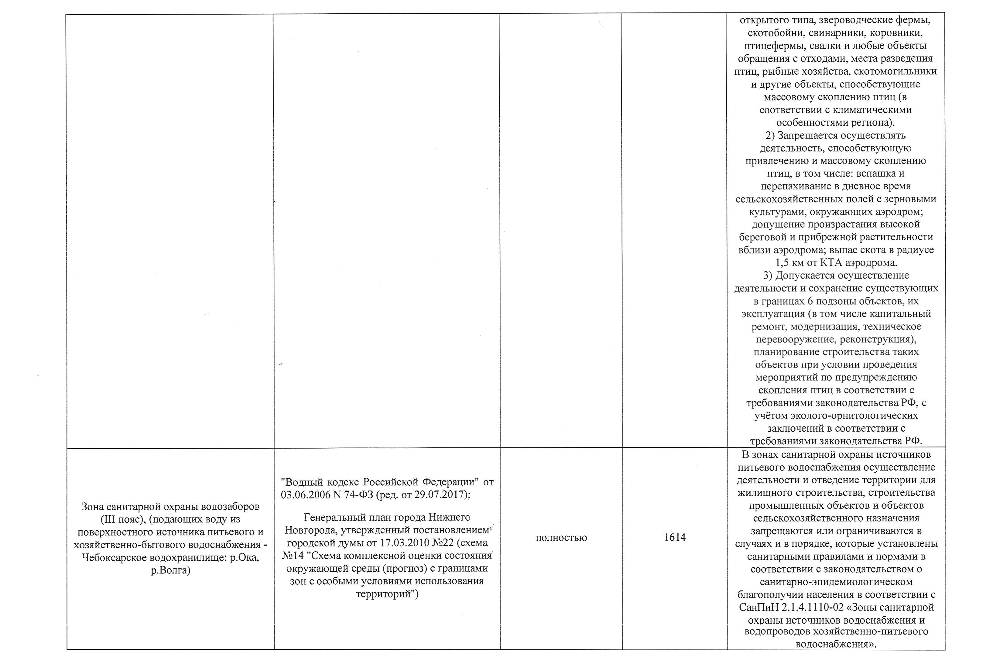 открытого типа, звероводческие фермы,
скотобойни, свинарники, коровники,
птицефермы, свалки и любые объекты
обращения с отходами, места разведения
птиц, рыбные хозяйства, скотомогильники
и другие объекты, способствующие
массовому скоплению птиц (в
соответствии с климатическими
особенностями региона).
2) Запрещается осуществлять
деятельность, способствующую
привлечению и массовому скоплению
птиц, в том числе: вспашка и
перепахивание в дневное время
сельскохозяйственных полей с зерновыми
культурами, окружающих аэродром;
допущение произрастания высокой
береговой и прибрежной растительности
вблизи аэродрома; выпас скота в радиусе
1,5 км от КТА аэродрома.
3) Допускается осуществление
деятельности и сохранение существующих
в границах 6 подзоны объектов, их
эксплуатация (в том числе капитальный
ремонт, модернизация, техническое
перевооружение, реконструкция),
планирование строительства таких
объектов при условии проведения
мероприятий по предупреждению
скопления птиц в соответствии с
требованиями законодательства РФ, с
учётом эколого-орнитологических
заключений в соответствии с
требованиями законодательства РФ.
Зона санитарной охраны водозаборов
(III пояс), (подающих воду из
поверхностного источника питьевого и
хозяйственно-бытового водоснабжения -
Чебоксарское водохранилище: р.Ока,
р.Волга)
"Водный кодекс Российской Федерации" от
03.06.2006 N 74-ФЗ (ред. от 29.07.2017);
Генеральный план города Нижнего
Новгорода, утвержденный постановлением
городской думы от 17.03.2010 №22 (схема
№14 "Схема комплексной оценки состояния
окружающей среды (прогноз) с границами
зон с особыми условиями использования
территорий")
полностью
1614
В зонах санитарной охраны источников
питьевого водоснабжения осуществление
деятельности и отведение территории для
жилищного строительства, строительства
промышленных объектов и объектов
сельскохозяйственного назначения
запрещаются или ограничиваются в
случаях и в порядке, которые установлены
санитарными правилами и нормами в
соответствии с законодательством о
санитарно-эпидемиологическом
благополучии населения в соответствии с
СанПиН 2.1.4.1110-02 «Зоны санитарной
охраны источников водоснабжения и
водопроводов хозяйственно-питьевого
водоснабжения».